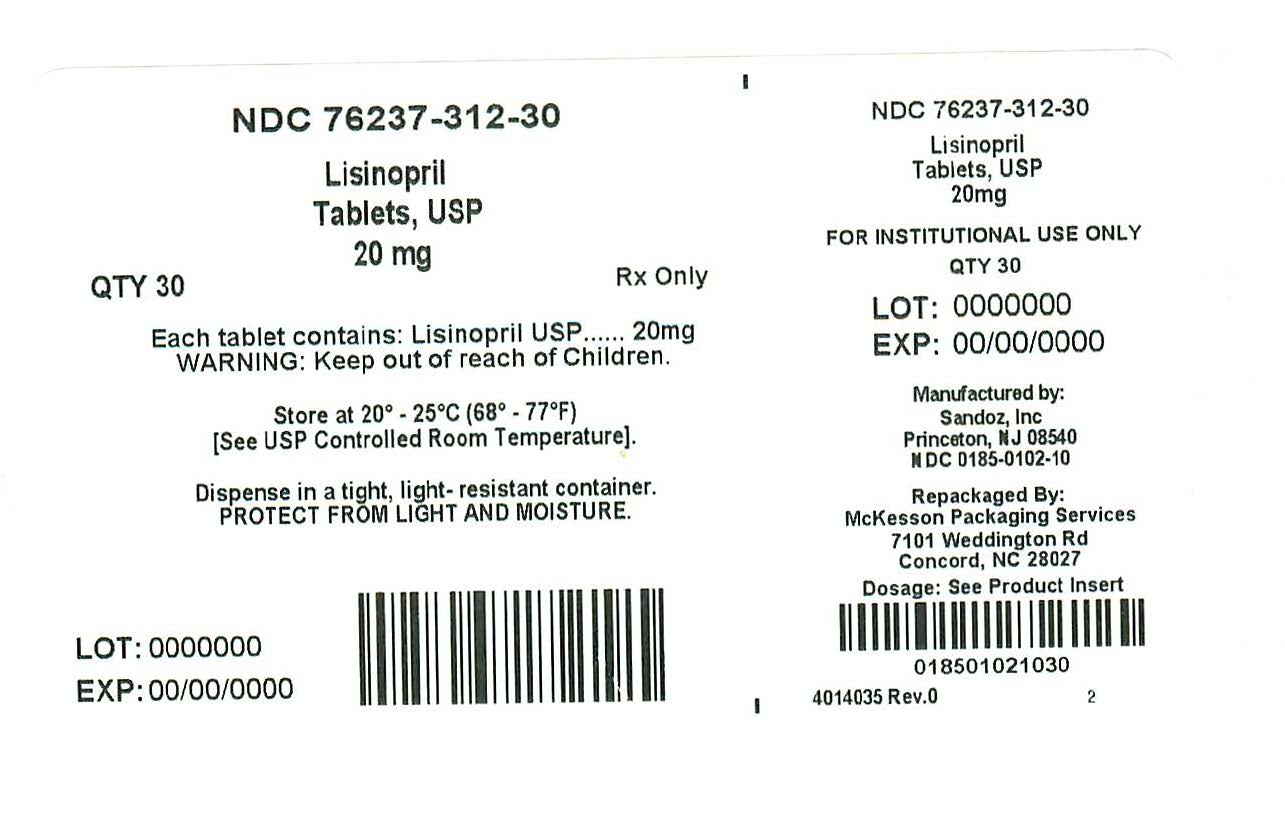 NDC 76237-312-30
Lisinopril
Tablets, USP
20 mg
QTY 30
Rx Only
Each tablet contains: Lisinopril USP...... 20mg
WARNING: Keep out of reach of Children.
Store at 20° - 25°C (68° - 77°F)
[See USP Controlled Room Temperature].
Dispense in a tight, light- resistant container.
PROTECT FROM LIGHT AND MOISTURE.
LOT: 0000000
EXP: 00/00/0000
NDC 76237-312-30
Lisinopril
Tablets, USP
20mg
FOR INSTITUTIONAL USE ONLY
QTY 30
LOT: 0000000
EXP: 00/00/0000
Manufactured by:
Sandoz, Inc
Princeton, NJ 08540
NDC 0185-0102-10
Repackaged By:
McKesson Packaging Services
7101 Weddington Rd
Concord, NC 28027
Dosage: See Product Insert
018501021030
4014035 Rev.0 2